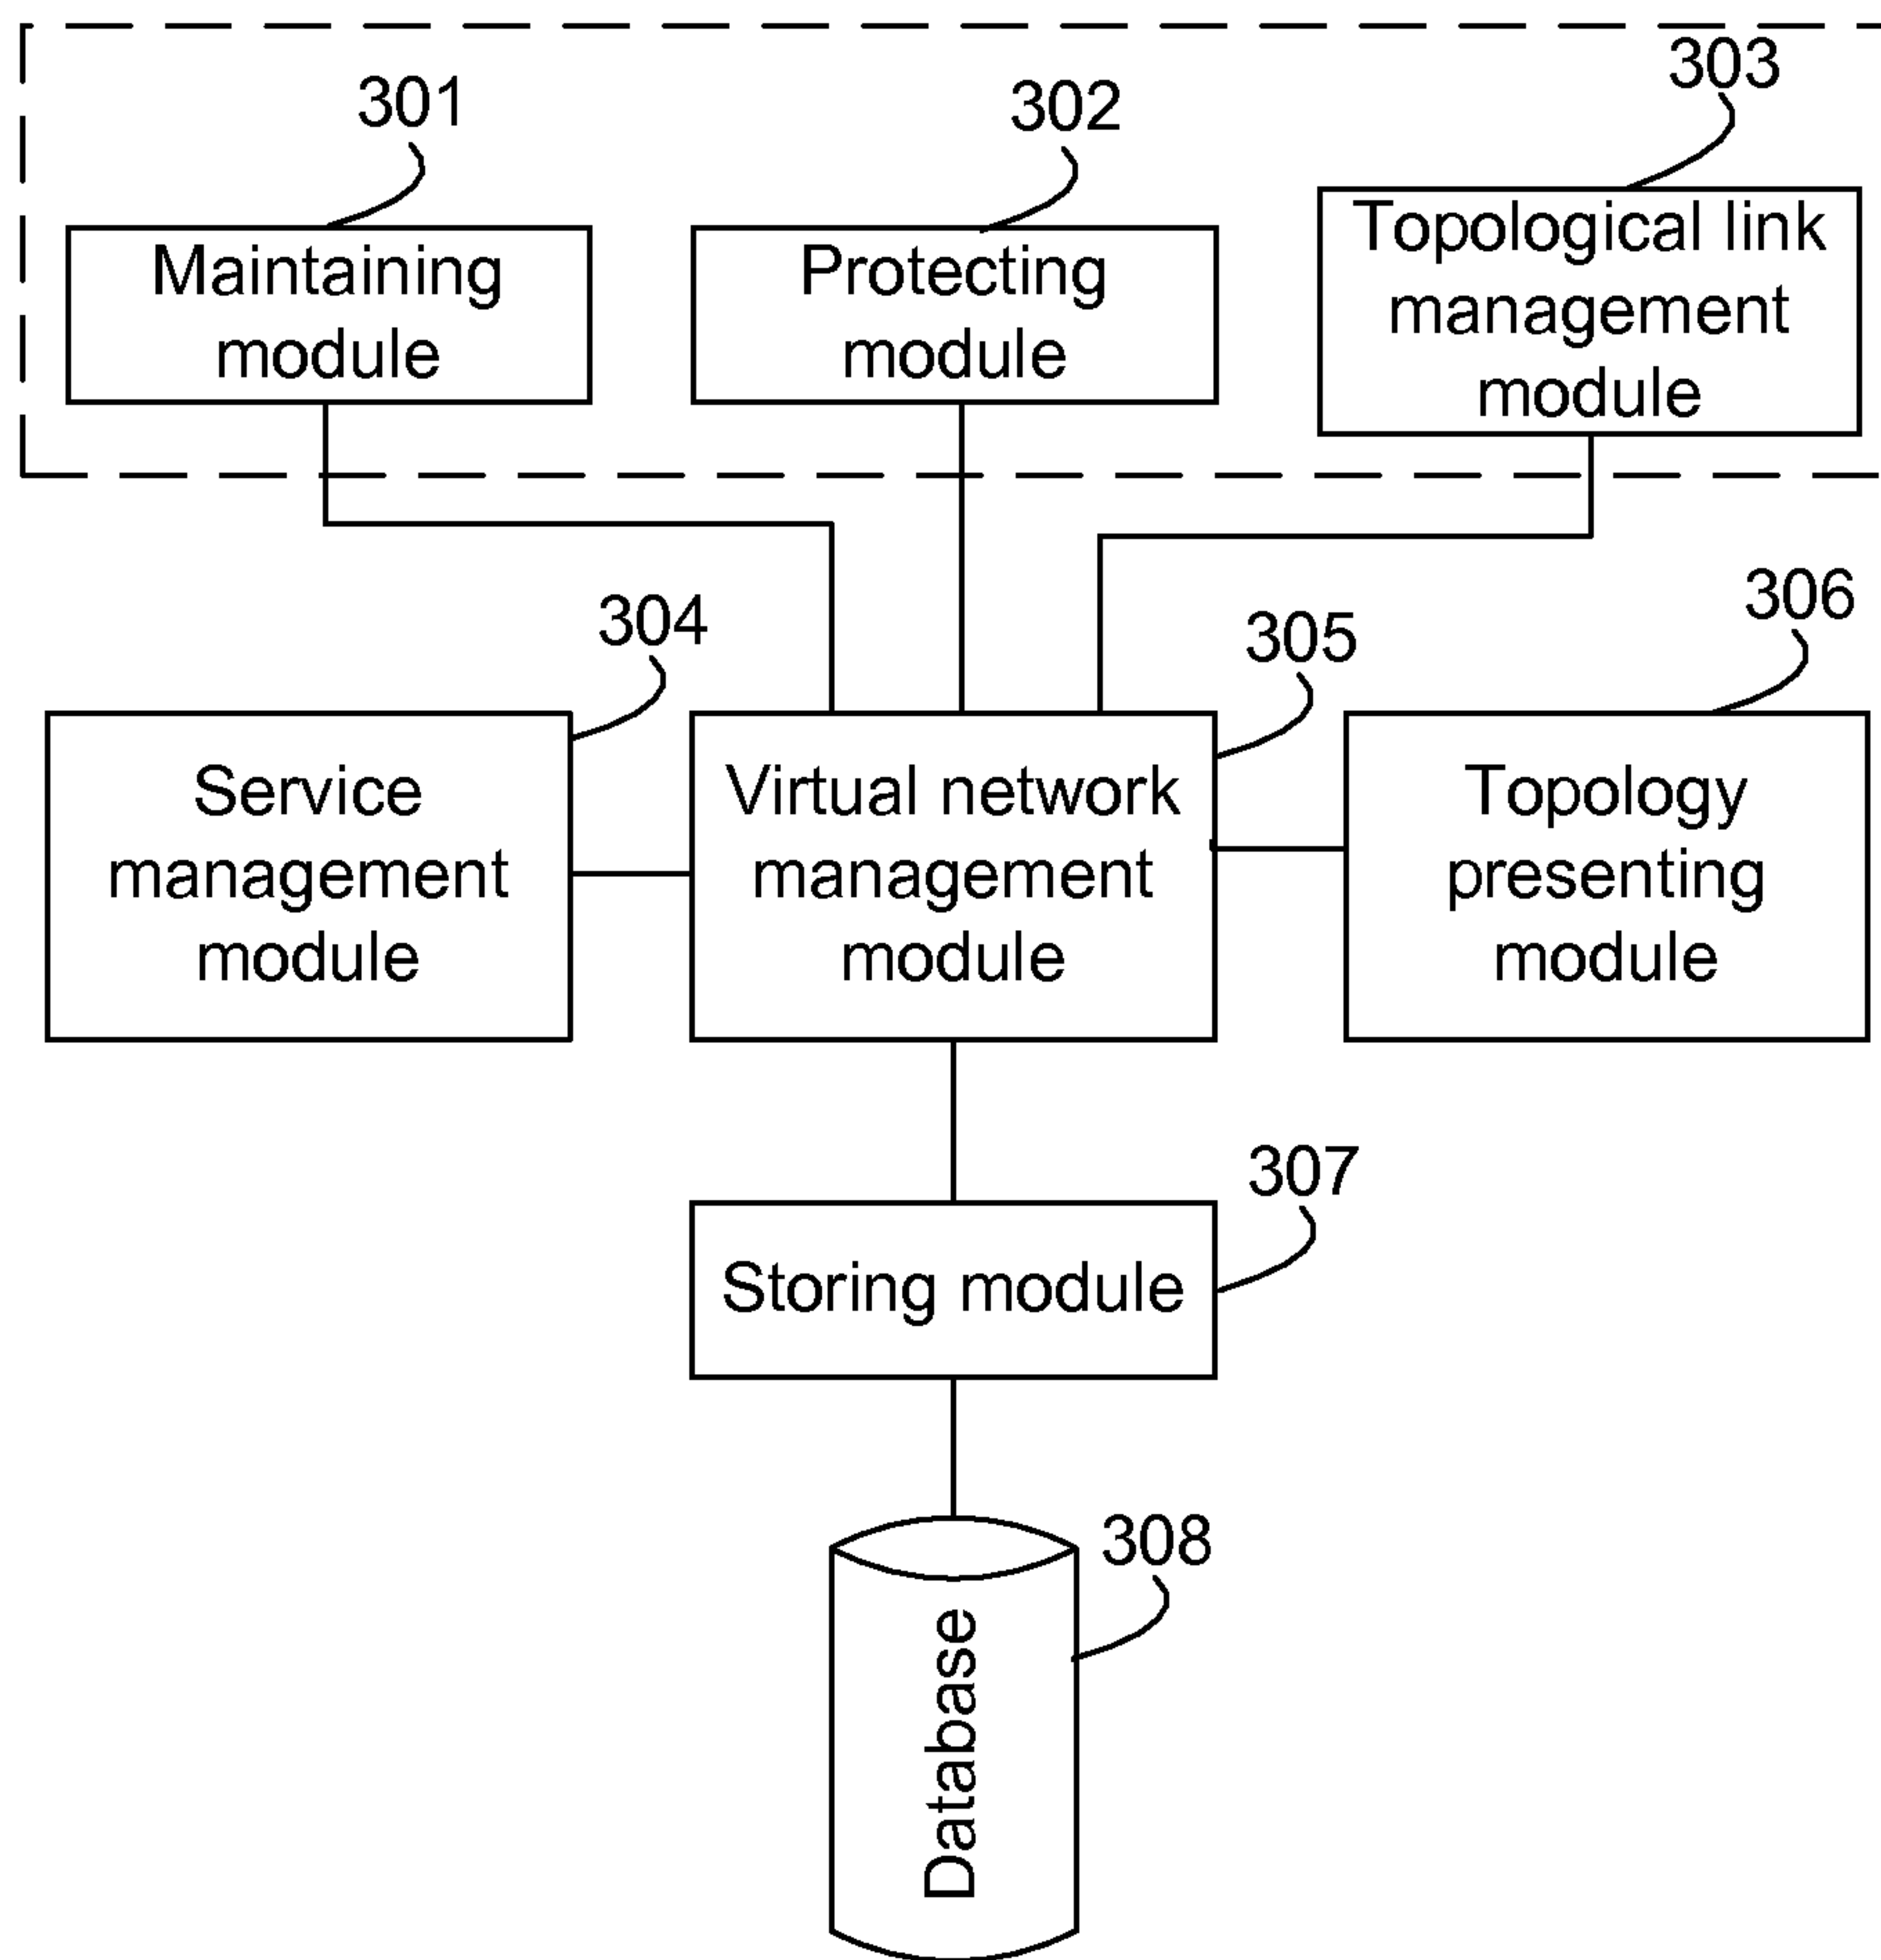 301
302
303
Maintaining
module
Protecting
module
Topological link
management
module
304
305
306
Service
management
module
Virtual network
management
module
Topology
presenting
module
307
Storing module
308
Database